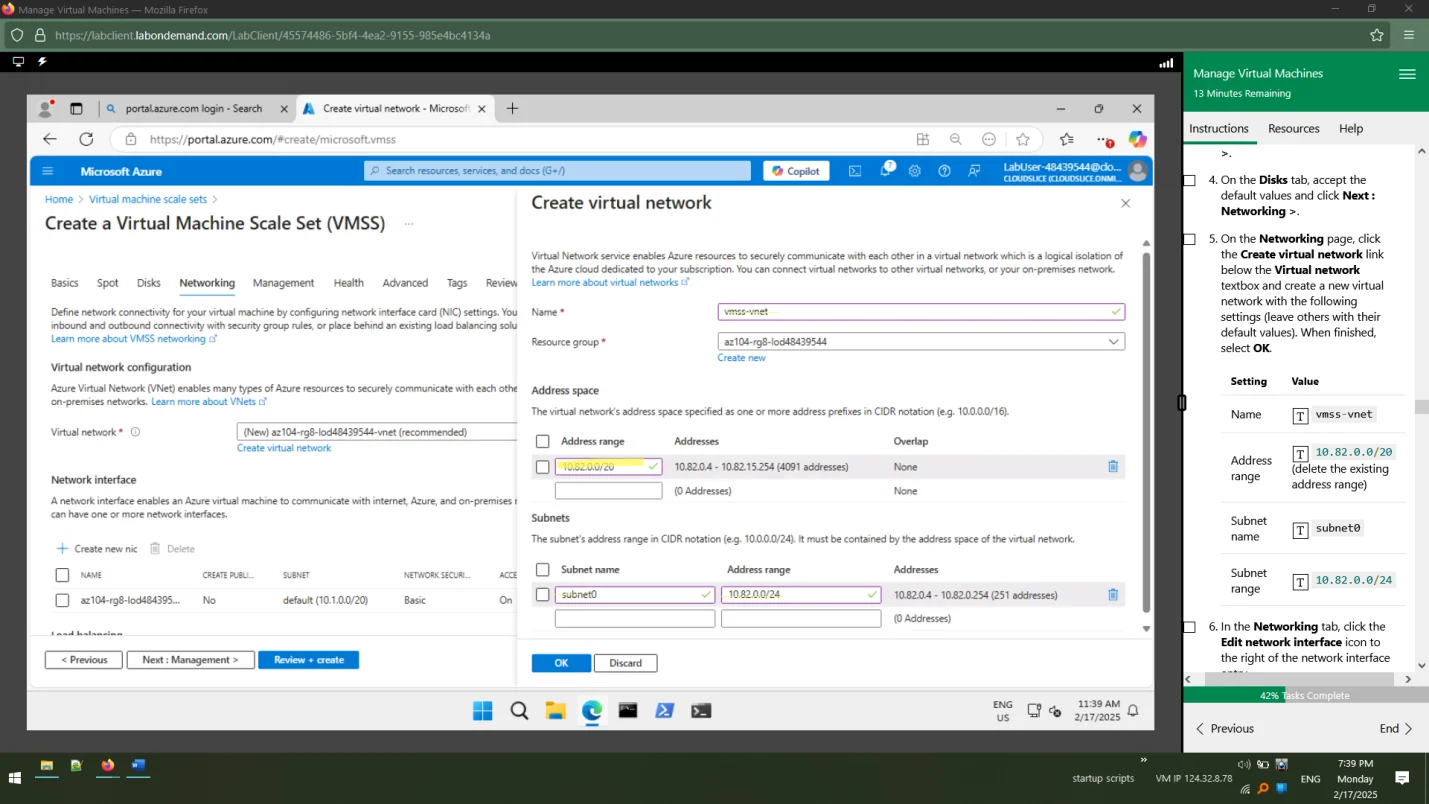 Manage Virtual Machines — Mozilla Firefox
https://labclient.labondemand.com/LabClient/45574486-5bf4-4ea2-9155-985e4bc4134a
portal.azure.com login - Search
Create virtual network - Microsoft
https://portal.azure.com/#create/microsoft.vmss
Microsoft Azure
Search resources, services, and docs (G+/)
Copilot
7
LabUser-48439544@clo...
CLOUDSLICE (CLOUDSLICE.ONMI...
Home > Virtual machine scale sets >
Create a Virtual Machine Scale Set (VMSS) ...
Basics Spot Disks Networking Management Health Advanced Tags Review
Define network connectivity for your virtual machine by configuring network interface card (NIC) settings. You
inbound and outbound connectivity with security group rules, or place behind an existing load balancing solu
Learn more about VMSS networking
Virtual network configuration
Azure Virtual Network (VNet) enables many types of Azure resources to securely communicate with each othe
on-premises networks. Learn more about VNets
Virtual network *
(New) az104-rg8-lod48439544-vnet (recommended)
Create virtual network
Network interface
A network interface enables an Azure virtual machine to communicate with internet, Azure, and on-premises r
can have one or more network interfaces.
Create new nic Delete
NAME CREATE PUBLI... SUBNET NETWORK SECURI... ACCE
az104-rg8-lod484395... No default (10.1.0.0/20) Basic On
Load balancing
< Previous Next : Management > Review + create
Create virtual network
Virtual Network service enables Azure resources to securely communicate with each other in a virtual network which is a logical isolation of
the Azure cloud dedicated to your subscription. You can connect virtual networks to other virtual networks, or your on-premises network.
Learn more about virtual networks
Name *
vmss-vnet
Resource group *
az104-rg8-lod48439544
Create new
Address space
The virtual network's address space specified as one or more address prefixes in CIDR notation (e.g. 10.0.0.0/16).
Address range Addresses Overlap
10.82.0.0/20 10.82.0.4 - 10.82.15.254 (4091 addresses) None
(0 Addresses) None
Subnets
The subnet's address range in CIDR notation (e.g. 10.0.0.0/24). It must be contained by the address space of the virtual network.
Subnet name Address range Addresses
subnet0 10.82.0.0/24 10.82.0.4 - 10.82.0.254 (251 addresses)
(0 Addresses)
OK Discard
ENG
US
11:39 AM
2/17/2025
Manage Virtual Machines
13 Minutes Remaining
Instructions Resources Help
>.
4. On the Disks tab, accept the
default values and click Next :
Networking >.
5. On the Networking page, click
the Create virtual network link
below the Virtual network
textbox and create a new virtual
network with the following
settings (leave others with their
default values). When finished,
select OK.
Setting Value
Name T vmss-vnet
Address
range
T 10.82.0.0/20
(delete the existing
address range)
Subnet
name
T subnet0
Subnet
range
T 10.82.0.0/24
6. In the Networking tab, click the
Edit network interface icon to
the right of the network interface
entry.
42% Tasks Complete
Previous End
startup scripts
VM IP 124.32.8.78
ENG
7:39 PM
Monday
2/17/2025